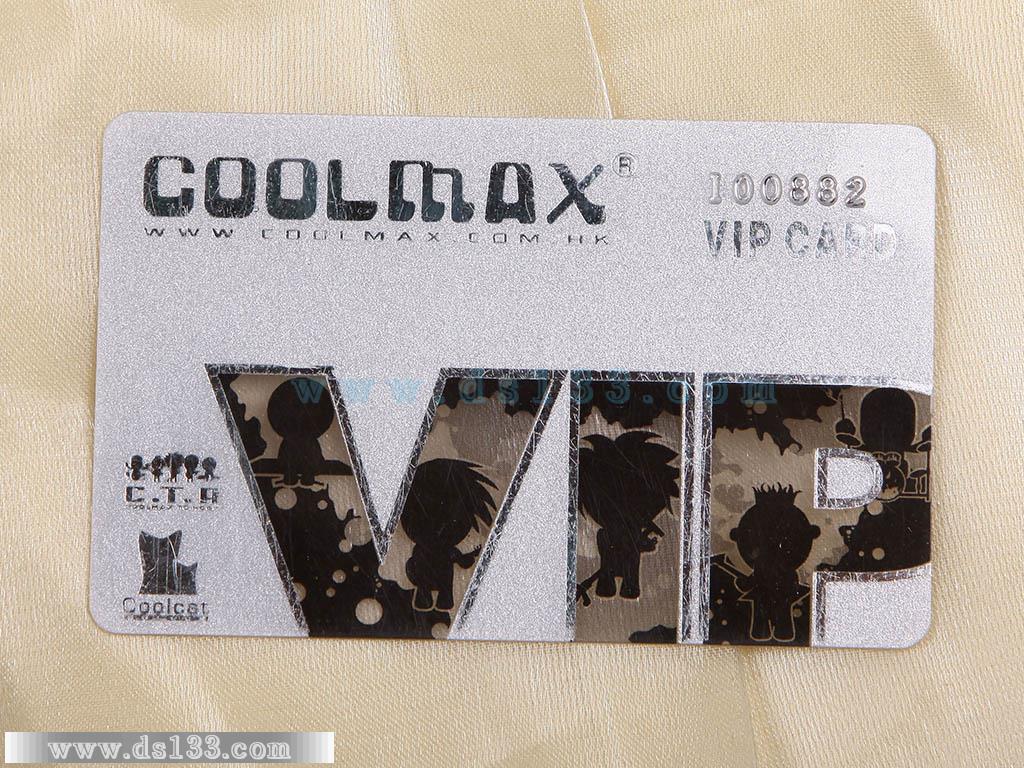 COOLMAX®
WWW COOLMAX.COM.HK
100882
VIP CARD
www.ds133.com
VIP
C.T.A
Coolcat
www.ds133.com